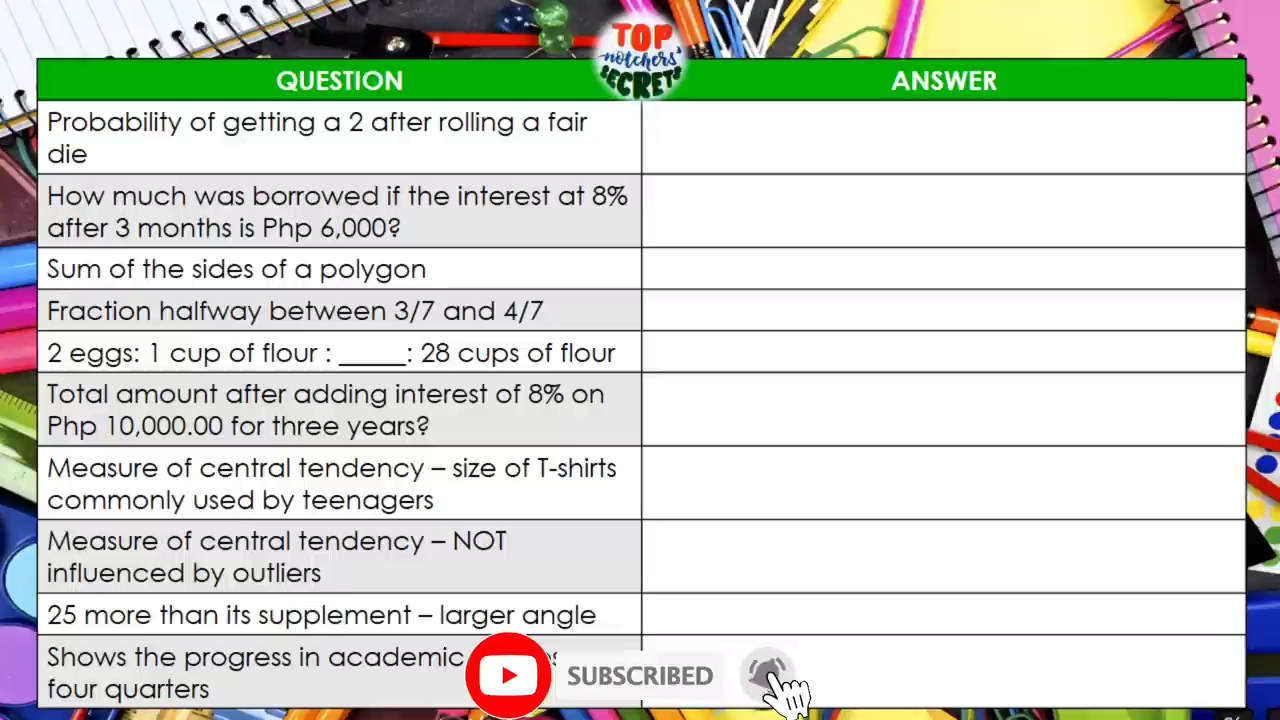 TOP
notchers'
SECRETS
QUESTION
ANSWER
Probability of getting a 2 after rolling a fair
die
How much was borrowed if the interest at 8%
after 3 months is Php 6,000?
Sum of the sides of a polygon
Fraction halfway between 3/7 and 4/7
2 eggs: 1 cup of flour : _____: 28 cups of flour
Total amount after adding interest of 8% on
Php 10,000.00 for three years?
Measure of central tendency – size of T-shirts
commonly used by teenagers
Measure of central tendency – NOT
influenced by outliers
25 more than its supplement – larger angle
Shows the progress in academic
four quarters
SUBSCRIBED